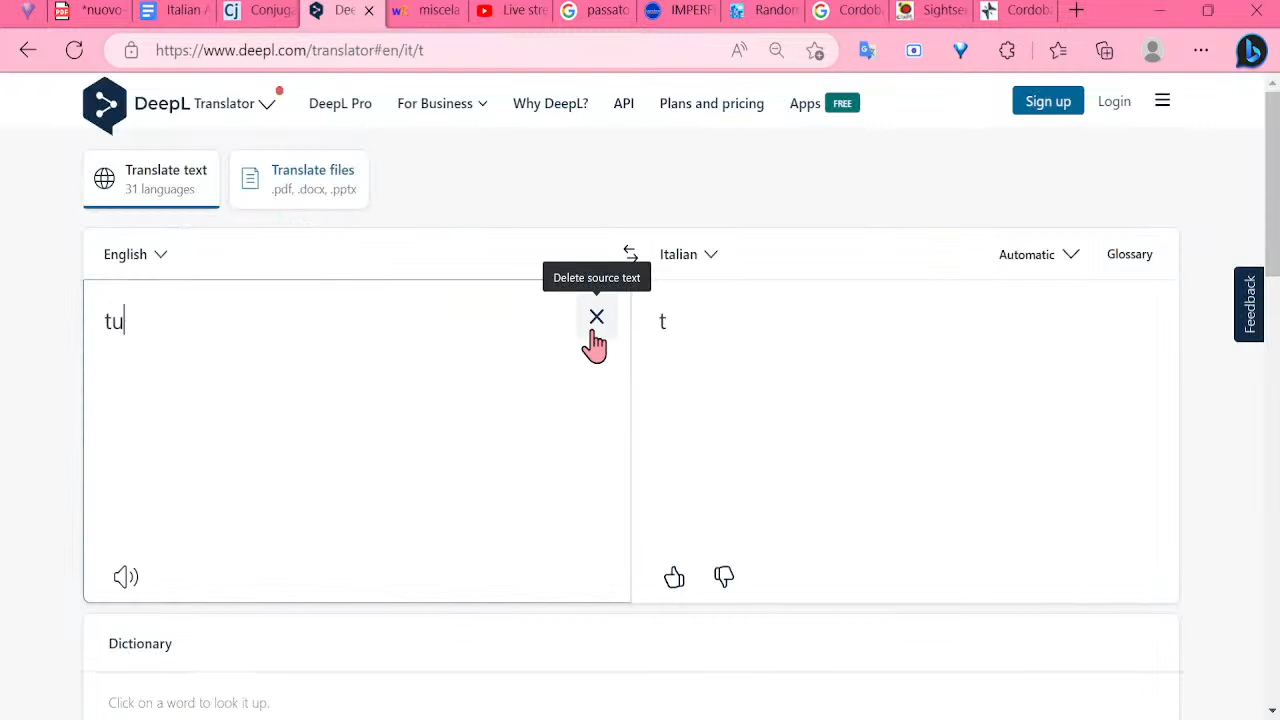 *nuovo-
Italian A
Conjuga
Dee
miscela
Live stre
passato
IMPERF
Random
cordob
Sightse
Cordoba
https://www.deepl.com/translator#en/it/t
DeepL Translator
DeepL Pro
For Business
Why DeepL?
API
Plans and pricing
Apps FREE
Sign up
Login
Translate text
31 languages
Translate files
.pdf, .docx, .pptx
English
Italian
Automatic
Glossary
Delete source text
tu
t
Feedback
Dictionary
Click on a word to look it up.